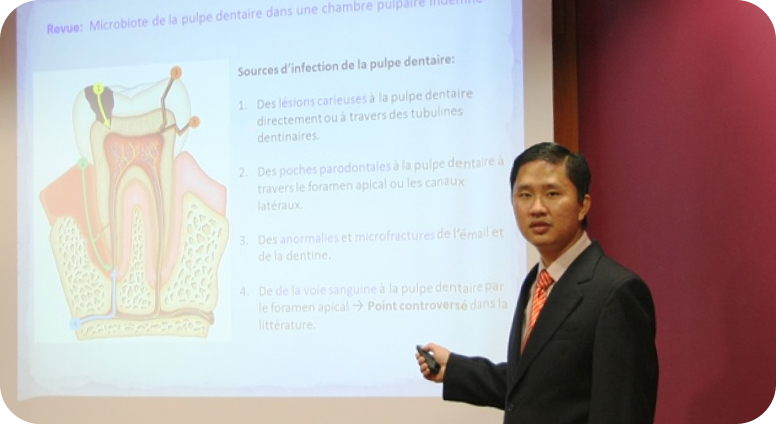 Revue: Microbiote de la pulpe dentaire dans une chambre pulpaire indemne
Sources d'infection de la pulpe dentaire:
1. Des lésions carieuses à la pulpe dentaire
directement ou à travers des tubulines
dentinaires.
2. Des poches parodontales à la pulpe dentaire à
travers le foramen apical ou les canaux
latéraux.
3. Des anormalies et microfractures de l'émail et
de la dentine.
4. De de la voie sanguine à la pulpe dentaire par
le foramen apical → Point controversé dans la
littérature.